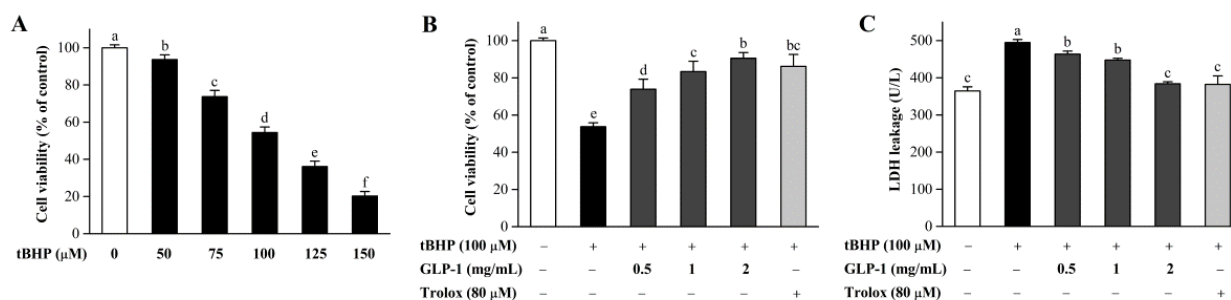 A
Cell viability (% of control)
100
80
60
40
20
0
a
b
c
d
e
f
tBHP (μM) 0 50 75 100 125 150
B
Cell viability (% of control)
100
80
60
40
20
0
a
e
d
c
b
bc
tBHP (100 μM) – + + + + +
GLP-1 (mg/mL) – – 0.5 1 2 –
Trolox (80 μM) – – – – – +
C
LDH leakage (U/L)
500
400
300
200
100
0
c
a
b
b
c
c
tBHP (100 μM) – + + + + +
GLP-1 (mg/mL) – – 0.5 1 2 –
Trolox (80 μM) – – – – – +